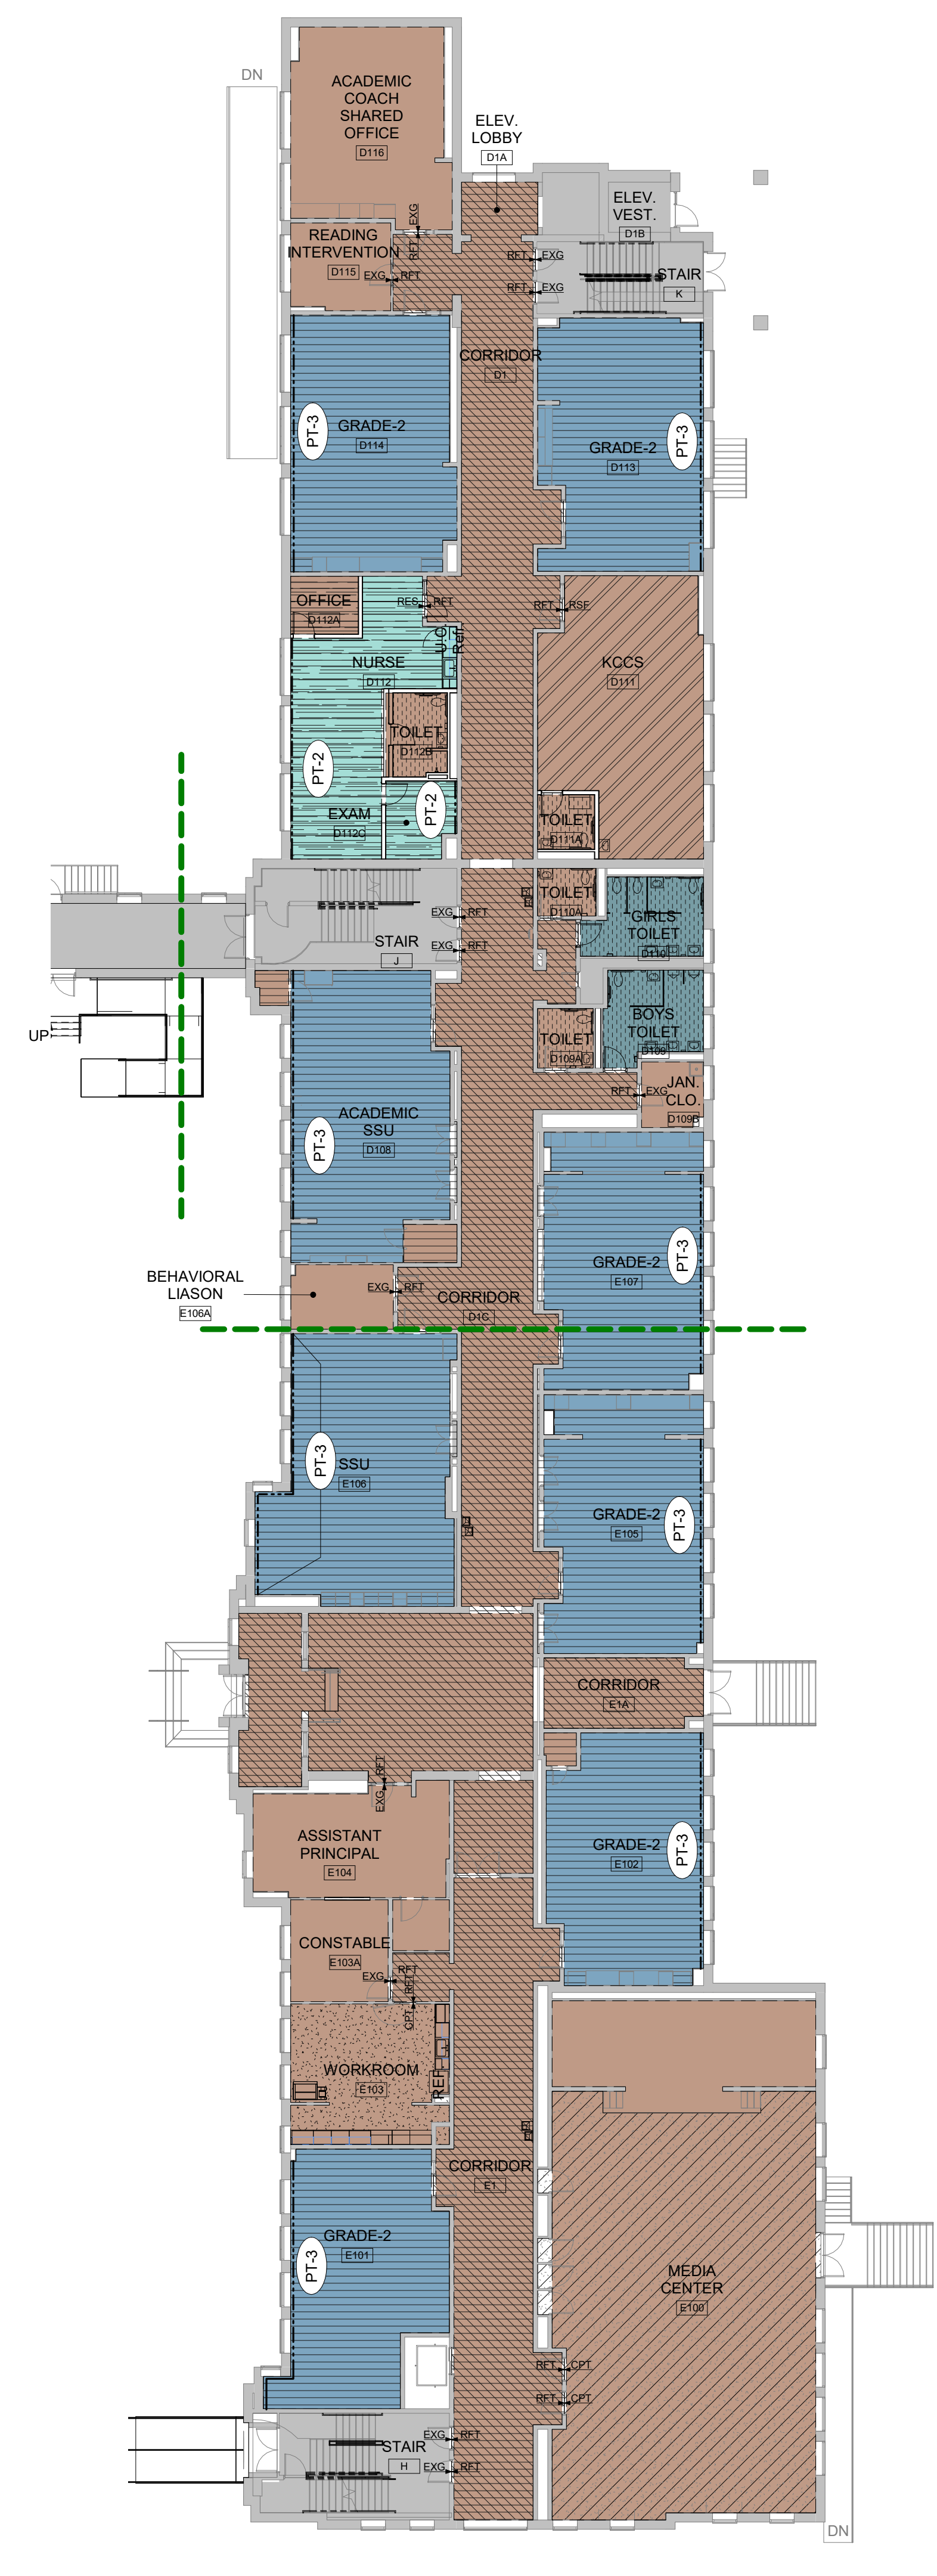 DN
ACADEMIC
COACH
SHARED
OFFICE
D116
ELEV.
LOBBY
D1A
ELEV.
VEST.
D1B
EXG
RFT
READING
INTERVENTION
D115
EXG
RFT
RFT
EXG
RFT
EXG
STAIR
K
CORRIDOR
D1
PT-3
GRADE-2
D114
GRADE-2
D113
PT-3
OFFICE
D112A
RES
RFT
RFT
RSF
U.C.
Refr.
NURSE
D112
KCCS
D111
TOILET
D112B
PT-2
PT-2
EXAM
D112C
TOILET
D111A
TOILET
D110A
EXG
RFT
EXG
RFT
STAIR
J
GIRLS
TOILET
D110
BOYS
TOILET
D109
TOILET
D109A
UP
RFT
EXG
JAN.
CLO.
D109B
ACADEMIC
SSU
D108
PT-3
GRADE-2
E107
PT-3
BEHAVIORAL
LIASON
E106A
EXG
RFT
CORRIDOR
D1C
PT-3
SSU
E106
GRADE-2
E105
PT-3
CORRIDOR
E1A
RFT
EXG
ASSISTANT
PRINCIPAL
E104
GRADE-2
E102
PT-3
CONSTABLE
E103A
EXG
RFT
RFT
CPT
WORKROOM
E103
REF
CORRIDOR
E1
GRADE-2
E101
PT-3
MEDIA
CENTER
E100
RFT
CPT
RFT
CPT
STAIR
H
EXG
RFT
EXG
RFT
DN